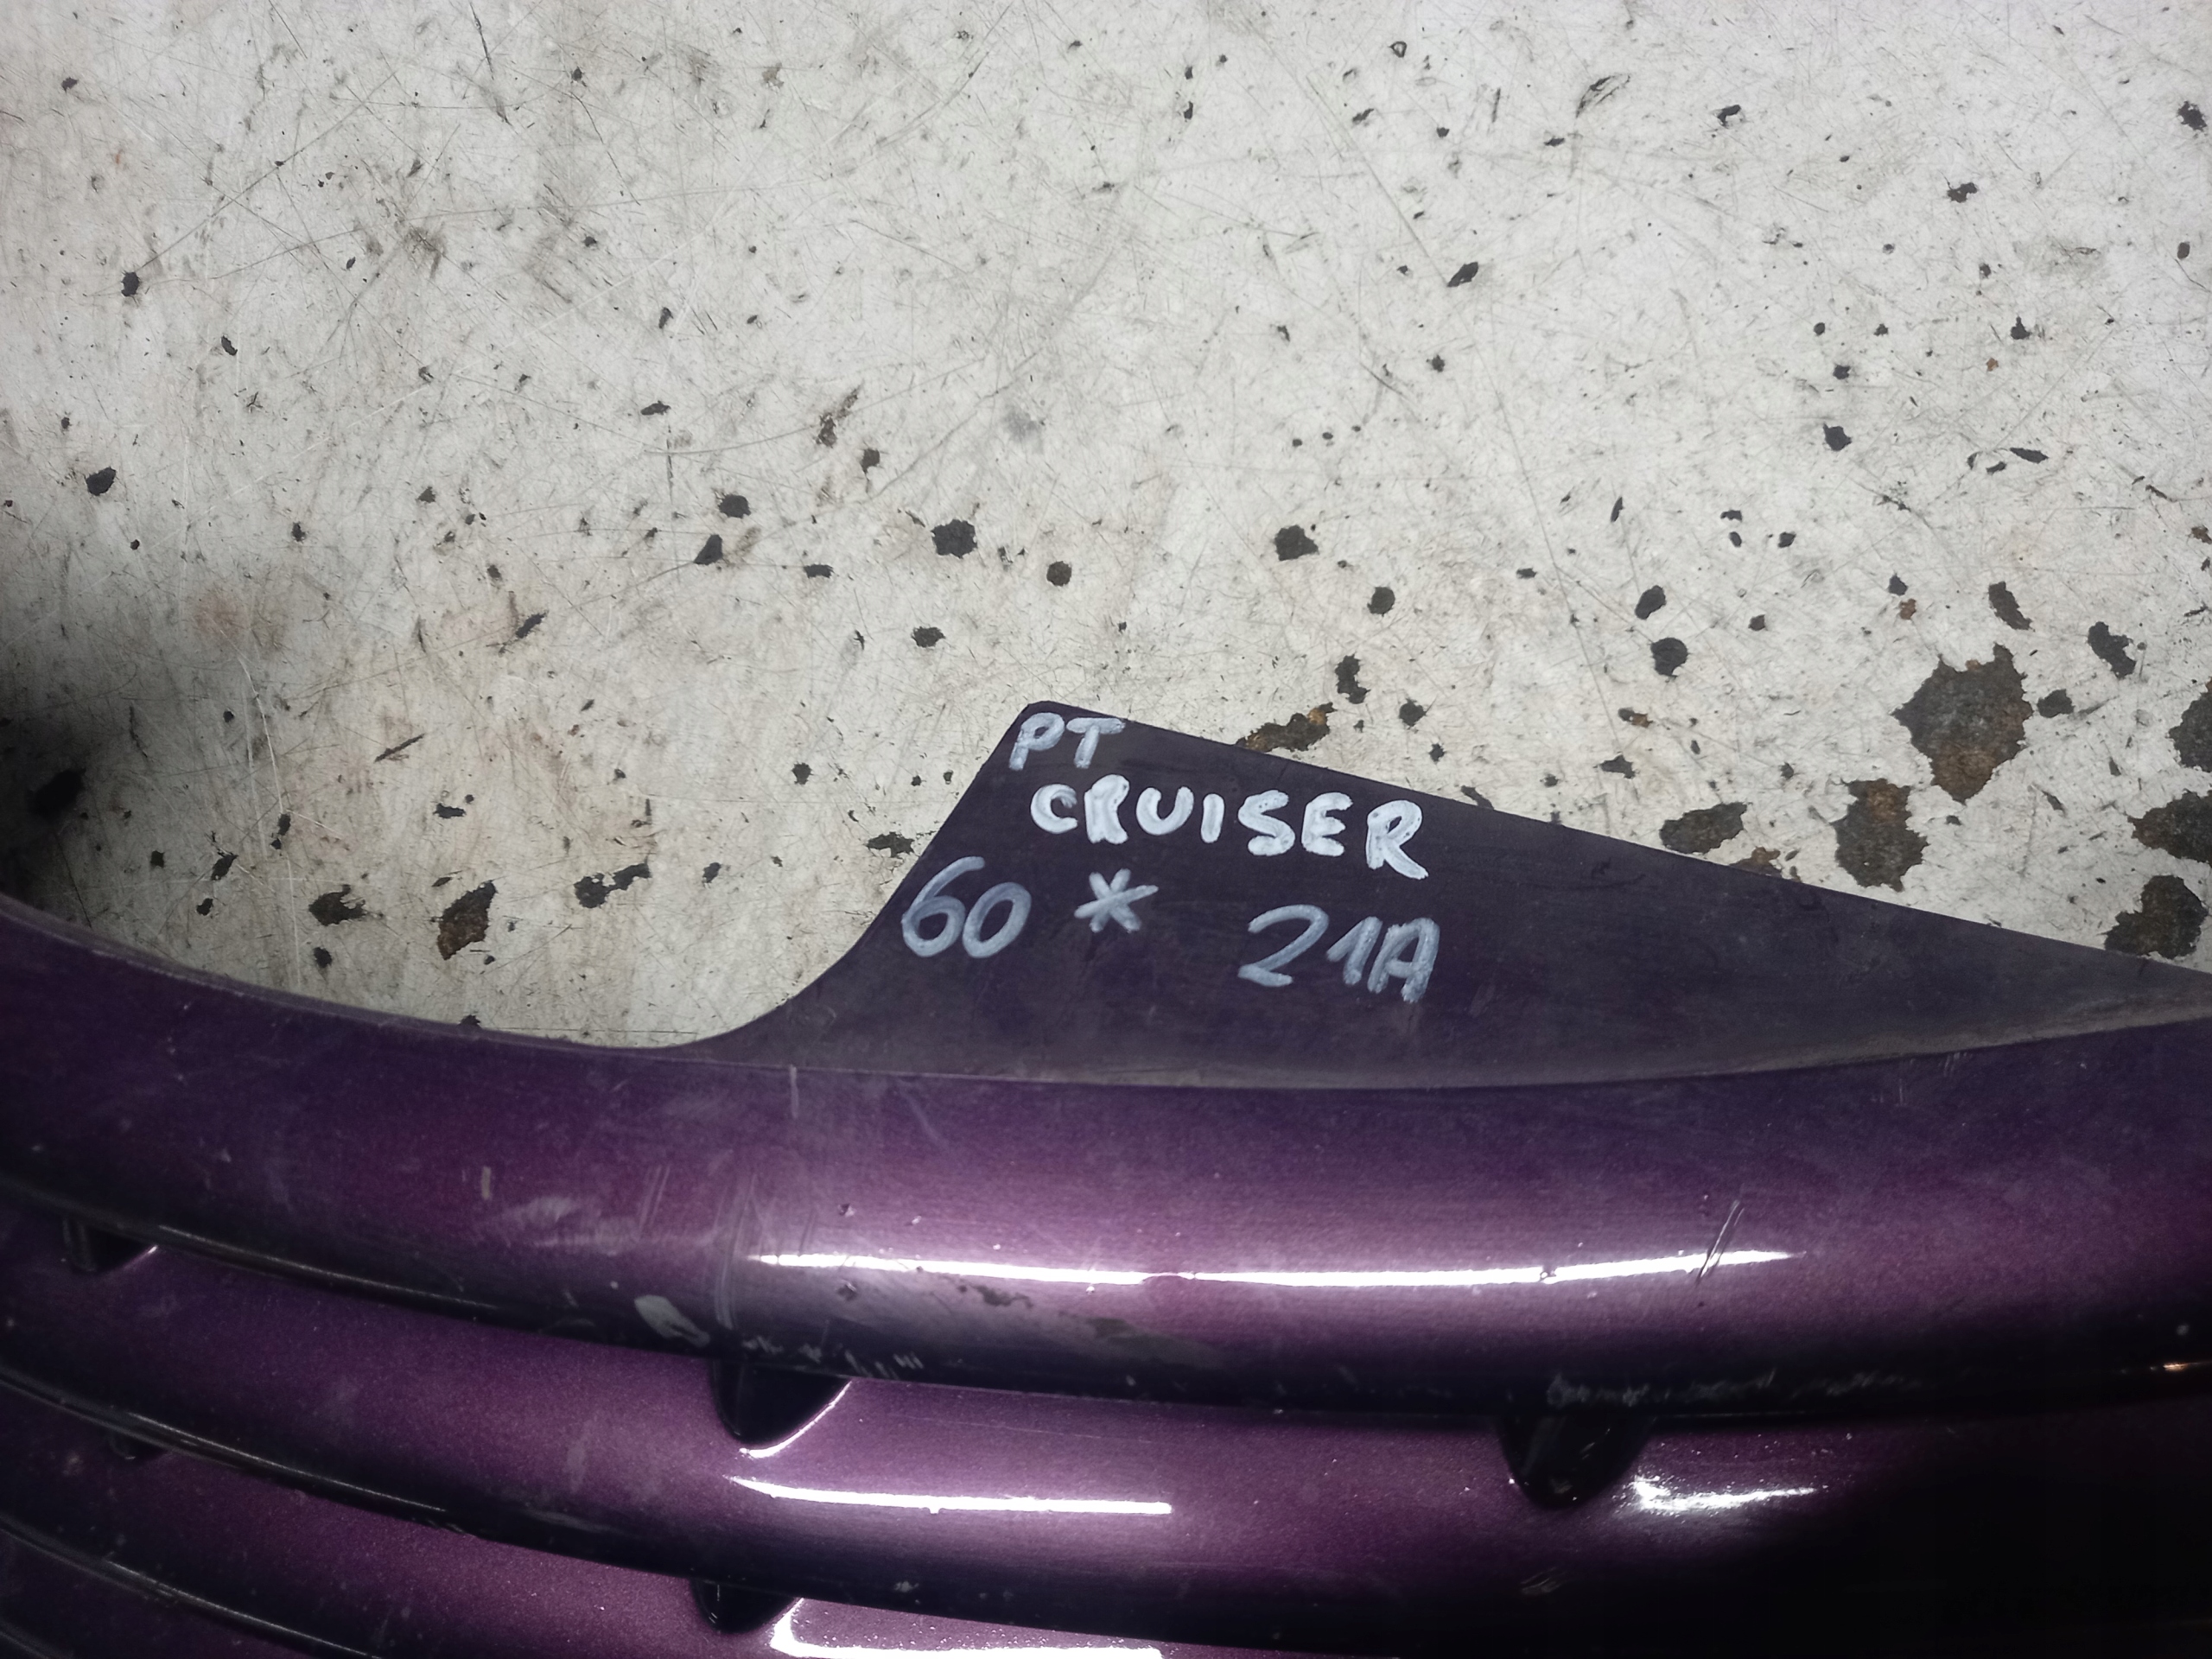 PT
CRUISER
60 * 21A